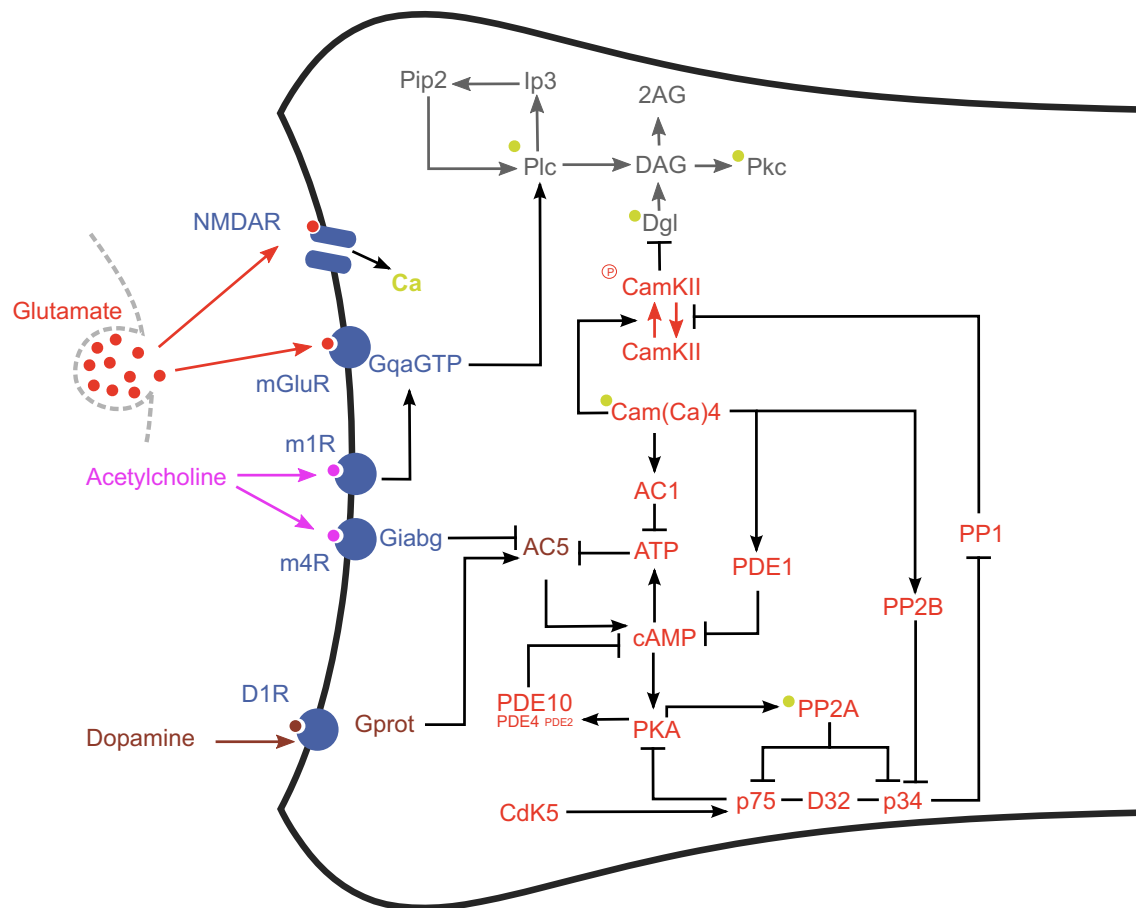 Pip2
Ip3
2AG
Plc
DAG
Pkc
NMDAR
Dgl
Ca
P
CamKII
Glutamate
CamKII
mGluR
GqaGTP
Cam(Ca)4
m1R
Acetylcholine
AC1
m4R
Giabg
AC5
ATP
PDE1
PP1
PP2B
cAMP
D1R
PDE10
PDE4 PDE2
Dopamine
Gprot
PKA
PP2A
CdK5
p75
D32
p34